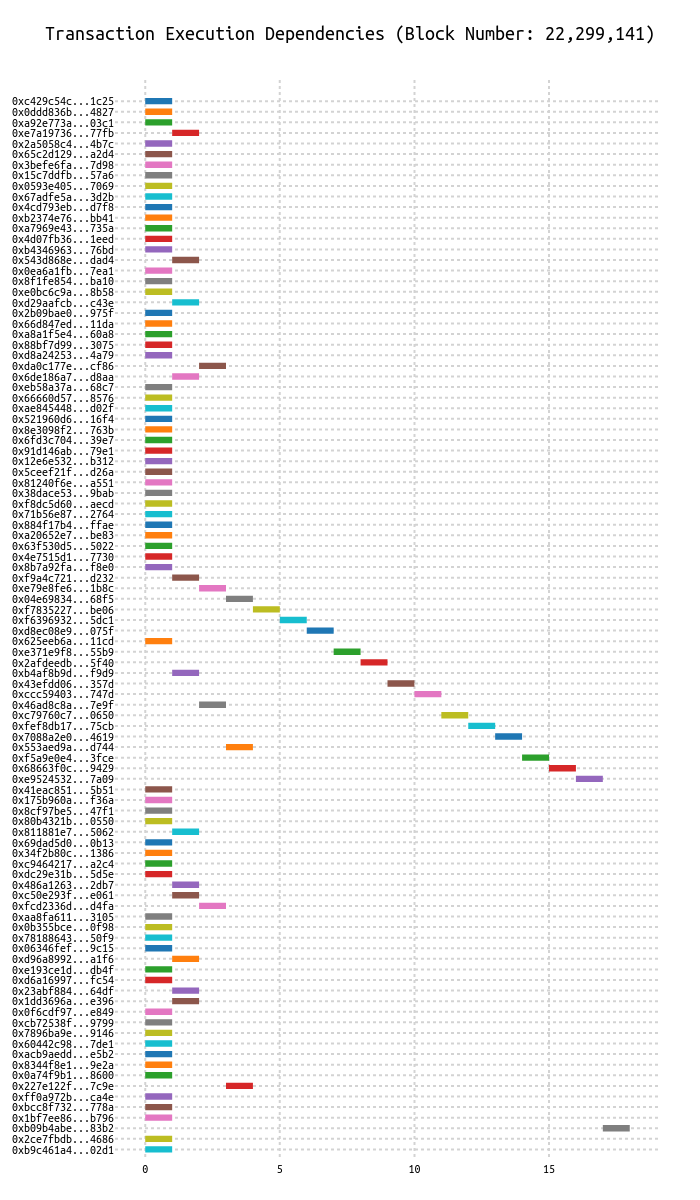 Transaction Execution Dependencies (Block Number: 22,299,141)
0xc429c54c...1c25
0x0ddd836b...4827
0xa92e773a...03c1
0xe7a19736...77fb
0x2a5058c4...4b7c
0x65c2d129...a2d4
0x3befe6fa...7d98
0x15c7ddfb...57a6
0x0593e405...7069
0x67adfe5a...3d2b
0x4cd793eb...d7f8
0xb2374e76...bb41
0xa7969e43...735a
0x4d07fb36...1eed
0xb4346963...76bd
0x543d868e...dad4
0x0ea6a1fb...7ea1
0x8f1fe854...ba10
0xe0bc6c9a...8b58
0xd29aafcb...c43e
0x2b09bae0...975f
0x66d847ed...11da
0xa8a1f5e4...60a8
0x88bf7d99...3075
0xd8a24253...4a79
0xda0c177e...cf86
0x6de186a7...d8aa
0xeb58a37a...68c7
0x66660d57...8576
0xae845448...d02f
0x521960d6...16f4
0x8e3098f2...763b
0x6fd3c704...39e7
0x91d146ab...79e1
0x12e6e532...b312
0x5ceef21f...d26a
0x81240f6e...a551
0x38dace53...9bab
0xf8dc5d60...aecd
0x71b56e87...2764
0x884f17b4...ffae
0xa20652e7...be83
0x63f530d5...5022
0x4e7515d1...7730
0x8b7a92fa...f8e0
0xf9a4c721...d232
0xe79e8fe6...1b8c
0x04e69834...68f5
0xf7835227...be06
0xf6396932...5dc1
0xd8ec08e9...075f
0x625eeb6a...11cd
0xe371e9f8...55b9
0x2afdeedb...5f40
0xb4af8b9d...f9d9
0x43efdd06...357d
0xccc59403...747d
0x46ad8c8a...7e9f
0xc79760c7...0650
0xfef8db17...75cb
0x7088a2e0...4619
0x553aed9a...d744
0xf5a9e0e4...3fce
0x68663f0c...9429
0xe9524532...7a09
0x41eac851...5b51
0x175b960a...f36a
0x8cf97be5...47f1
0x80b4321b...0550
0x811881e7...5062
0x69dad5d0...0b13
0x34f2b80c...1386
0xc9464217...a2c4
0xdc29e31b...5d5e
0x486a1263...2db7
0xc50e293f...e061
0xfcd2336d...d4fa
0xaa8fa611...3105
0x0b355bce...0f98
0x78188643...50f9
0x06346fef...9c15
0xd96a8992...a1f6
0xe193ce1d...db4f
0xd6a16997...fc54
0x23abf884...64df
0x1dd3696a...e396
0x0f6cdf97...e849
0xcb72538f...9799
0x7896ba9e...9146
0x60442c98...7de1
0xacb9aedd...e5b2
0x8344f8e1...9e2a
0x0a74f9b1...8600
0x227e122f...7c9e
0xff0a972b...ca4e
0xbcc8f732...778a
0x1bf7ee86...b796
0xb09b4abe...83b2
0x2ce7fbdb...4686
0xb9c461a4...02d1
0 5 10 15